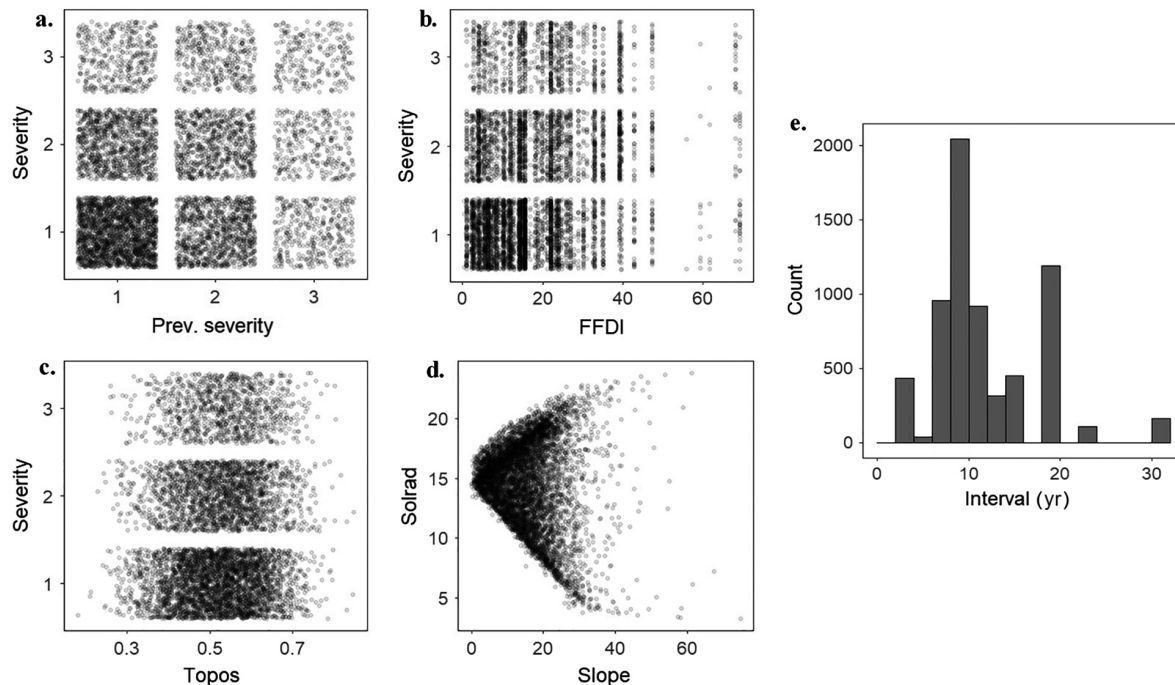 a.
3
2
1
Severity
1 2 3
Prev. severity
b.
3
2
1
Severity
0 20 40 60
FFDI
c.
3
2
1
Severity
0.3 0.5 0.7
Topos
d.
20
15
10
5
Solrad
0 20 40 60
Slope
e.
2000
1500
1000
500
0
Count
0 10 20 30
Interval (yr)